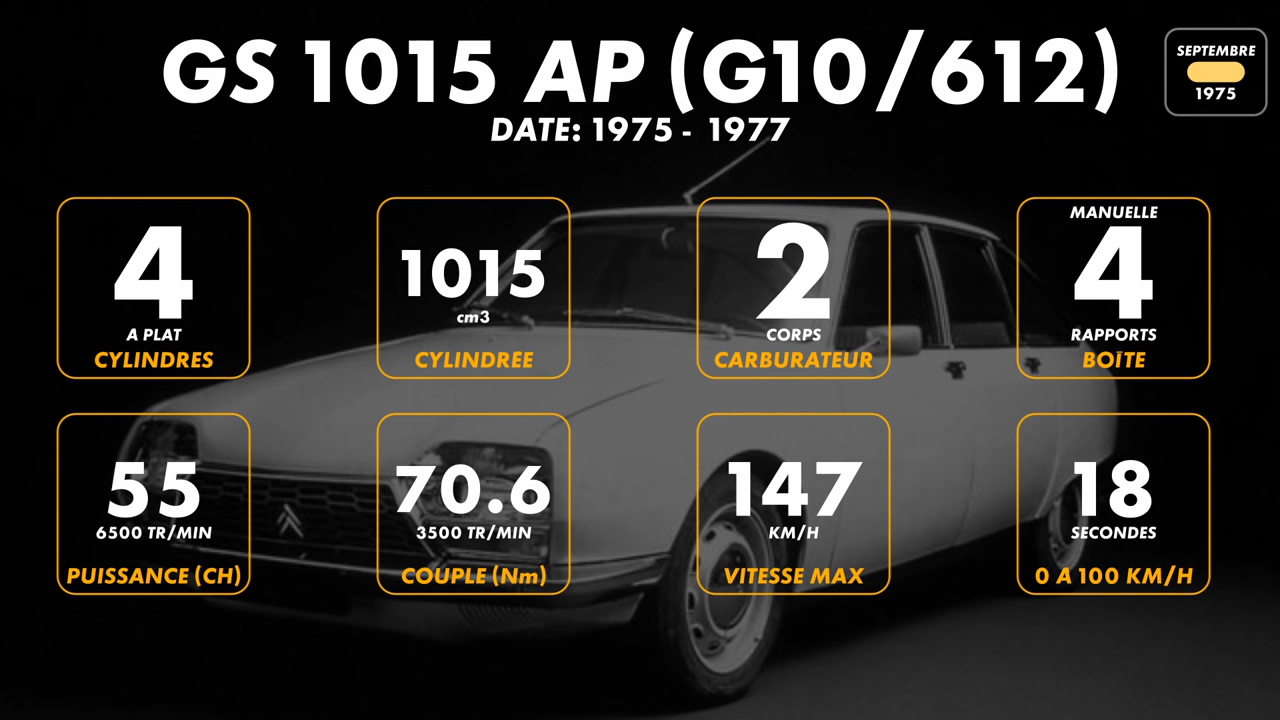 GS 1015 AP (G10/612)
SEPTEMBRE
1975
DATE: 1975 - 1977
4
A PLAT
CYLINDRES
1015
cm3
CYLINDREE
2
CORPS
CARBURATEUR
MANUELLE
4
RAPPORTS
BOÎTE
55
6500 TR/MIN
PUISSANCE (CH)
70.6
3500 TR/MIN
COUPLE (Nm)
147
KM/H
VITESSE MAX
18
SECONDES
0 A 100 KM/H